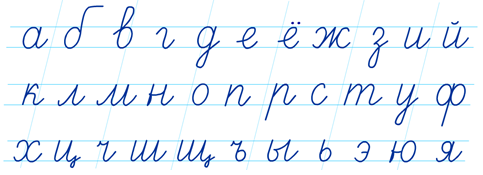 а б в г д е ё ж з и й
к л м н о п р с т у ф
х ц ч ш щ ъ ы ь э ю я